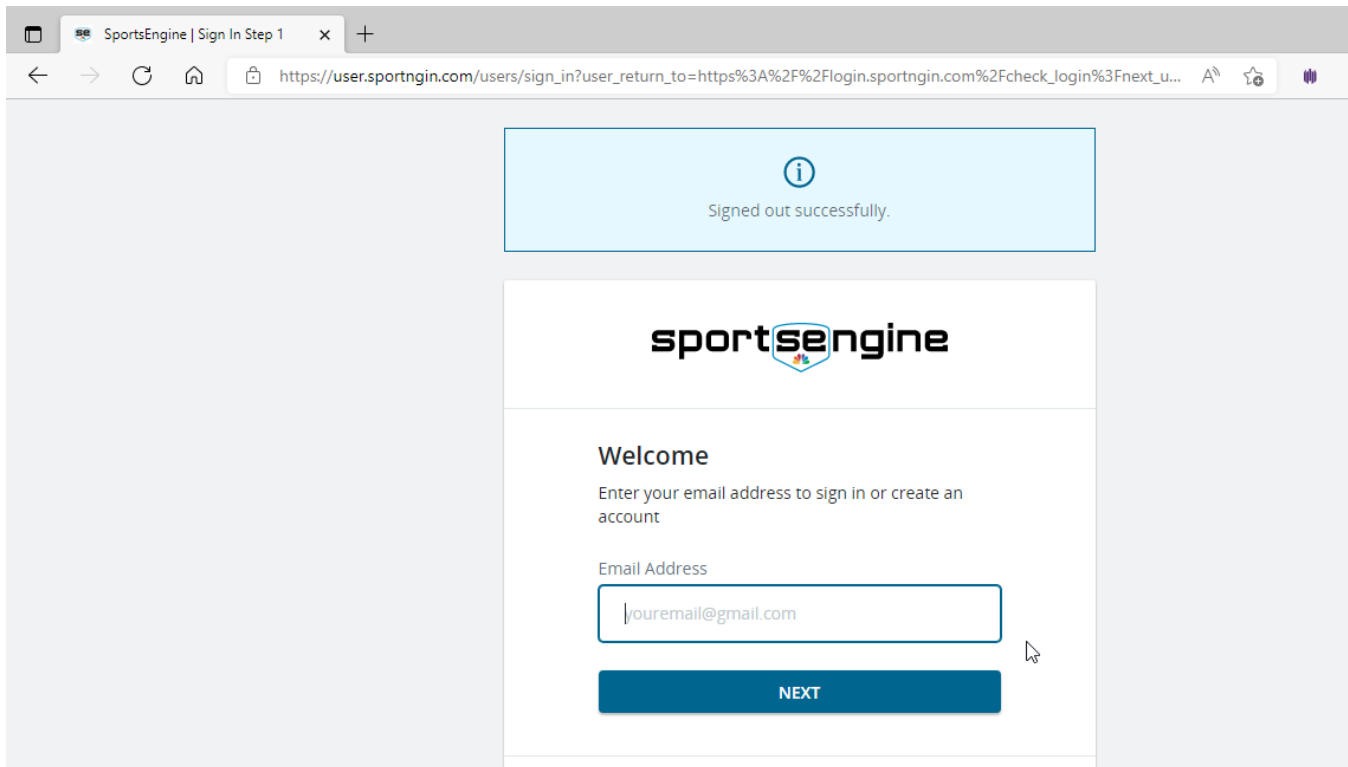 SportsEngine | Sign In Step 1
https://user.sportngin.com/users/sign_in?user_return_to=https%3A%2F%2Flogin.sportngin.com%2Fcheck_login%3Fnext_u...
Signed out successfully.
sportsengine
Welcome
Enter your email address to sign in or create an
account
Email Address
youremail@gmail.com
NEXT